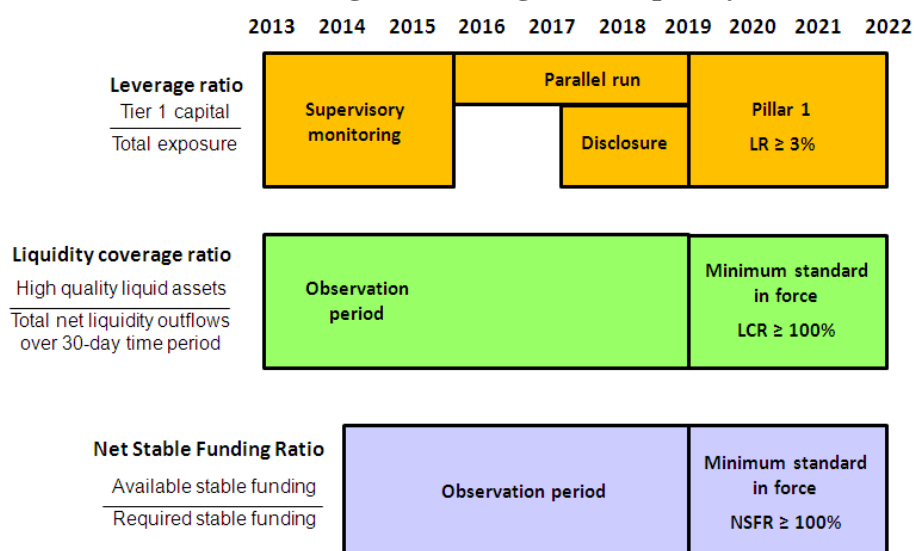 2013 2014 2015 2016 2017 2018 2019 2020 2021 2022
Leverage ratio
Tier 1 capital
Total exposure
Supervisory
monitoring
Parallel run
Disclosure
Pillar 1
LR ≥ 3%
Liquidity coverage ratio
High quality liquid assets
Total net liquidity outflows
over 30-day time period
Observation
period
Minimum standard
in force
LCR ≥ 100%
Net Stable Funding Ratio
Available stable funding
Required stable funding
Observation period
Minimum standard
in force
NSFR ≥ 100%